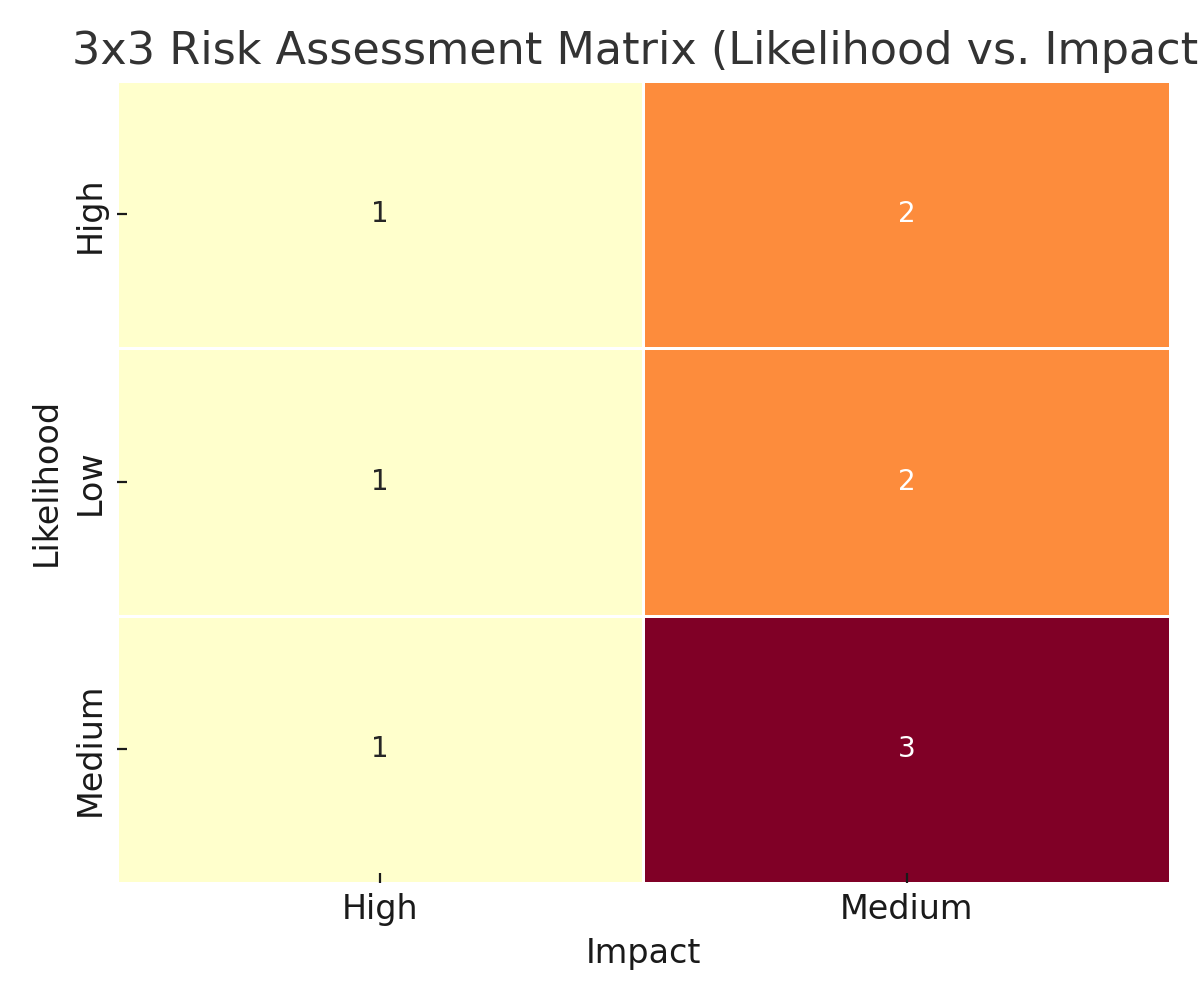 3x3 Risk Assessment Matrix (Likelihood vs. Impact
High
1
2
Likelihood
Low
1
2
Medium
1
3
High
Medium
Impact